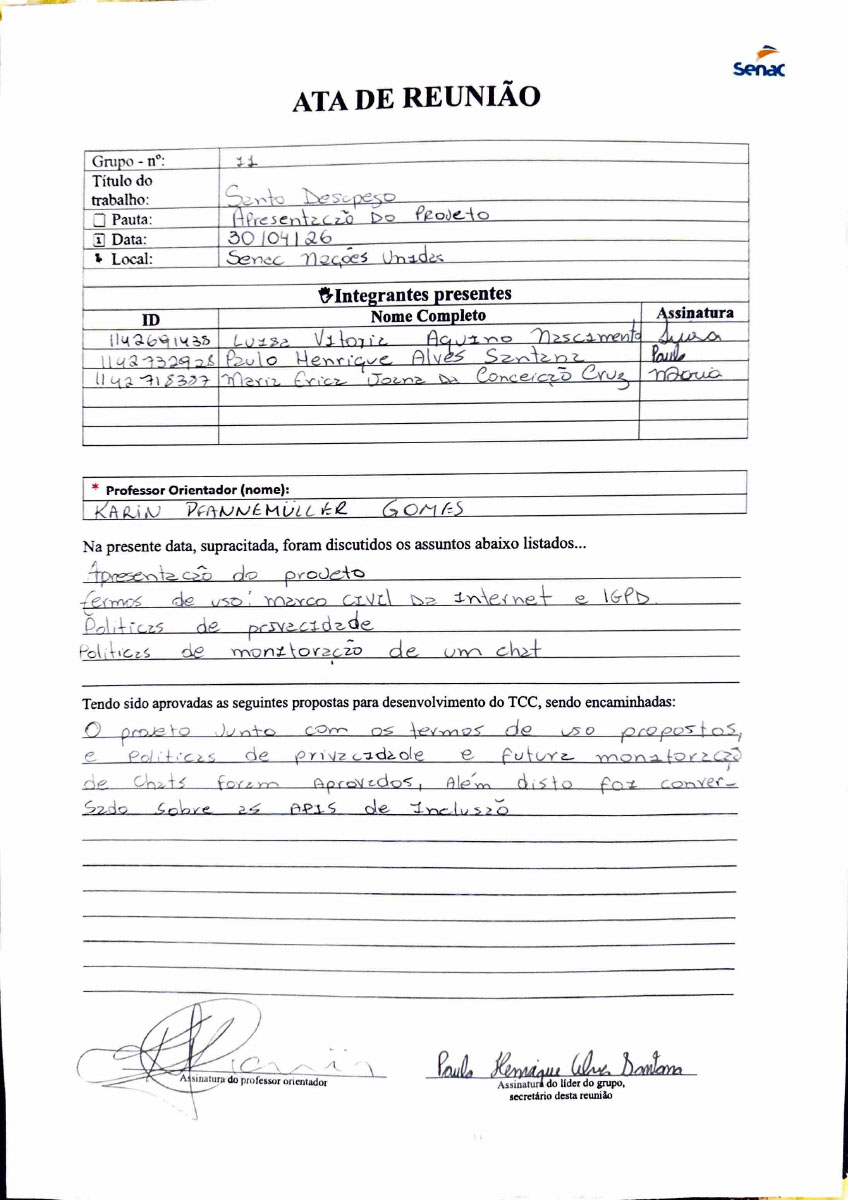 Senac
ATA DE REUNIÃO
Grupo - nº: 11
Título do
trabalho: Santo Desapego
Pauta: Apresentação Do Projeto
Data: 30/04/26
Local: Senac Nações Unidas
Integrantes presentes
ID Nome Completo Assinatura
1142691435 Luisa Vitoria Aquino Nascimento Luisa
1142732928 Paulo Henrique Alves Santana Paulo
1142718337 Maria Erica Joana Da Conceição Cruz Maria
* Professor Orientador (nome):
KARIN PFANNEMÜLLER GOMES
Na presente data, supracitada, foram discutidos os assuntos abaixo listados...
Apresentação do projeto
termos de uso: marco civil Da Internet e lGPD.
Politicas de privacidade
Politicas de monitoração de um chat
Tendo sido aprovadas as seguintes propostas para desenvolvimento do TCC, sendo encaminhadas:
O projeto Junto com os termos de uso propostos,
e Politicas de privacidade e futura monitoração
de Chats foram Aprovados, Além disto foi conver-
sado sobre as APIS de Inclusão
Assinatura do professor orientador
Paulo Henrique Alves Santana
Assinatura do líder do grupo,
secretário desta reunião